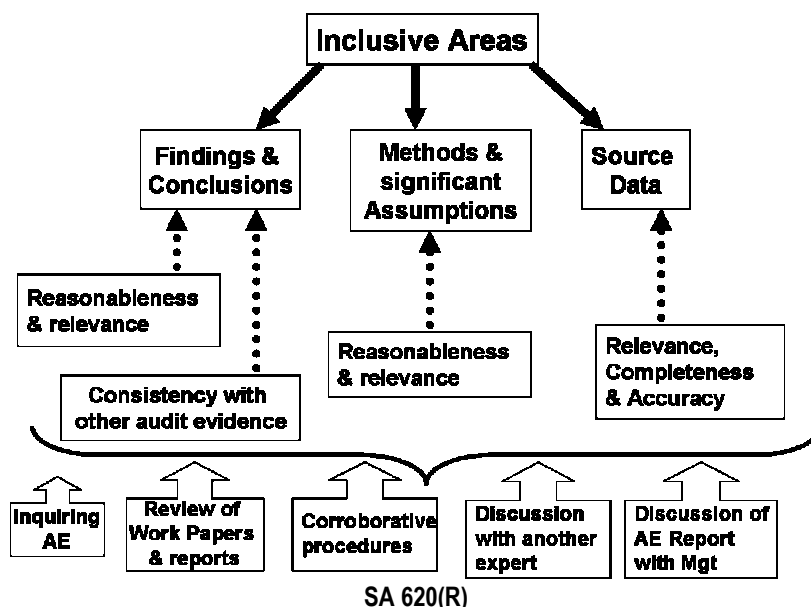 Inclusive Areas
Findings &
Conclusions
Methods &
significant
Assumptions
Source
Data
Reasonableness
& relevance
Consistency with
other audit evidence
Reasonableness
& relevance
Relevance,
Completeness
& Accuracy
Inquiring
AE
Review of
Work Papers
& reports
Corroborative
procedures
Discussion
with another
expert
Discussion of
AE Report
with Mgt
SA 620(R)